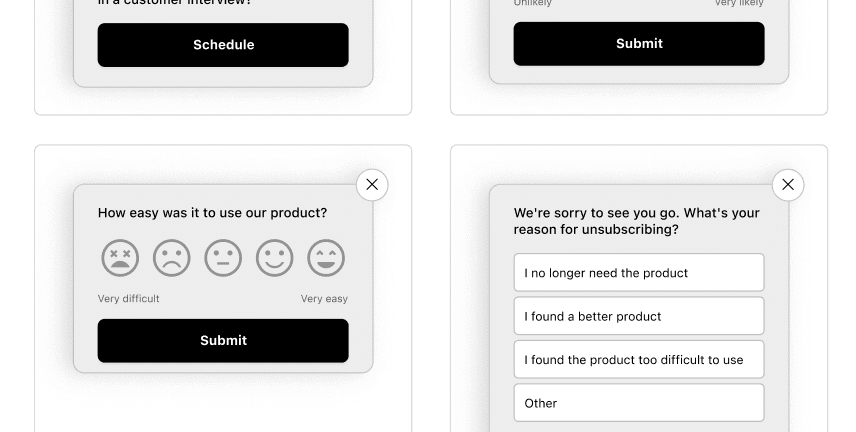 in a customer interview?
Schedule
Unlikely
Very likely
Submit
How easy was it to use our product?
Very difficult
Very easy
Submit
We're sorry to see you go. What's your
reason for unsubscribing?
I no longer need the product
I found a better product
I found the product too difficult to use
Other